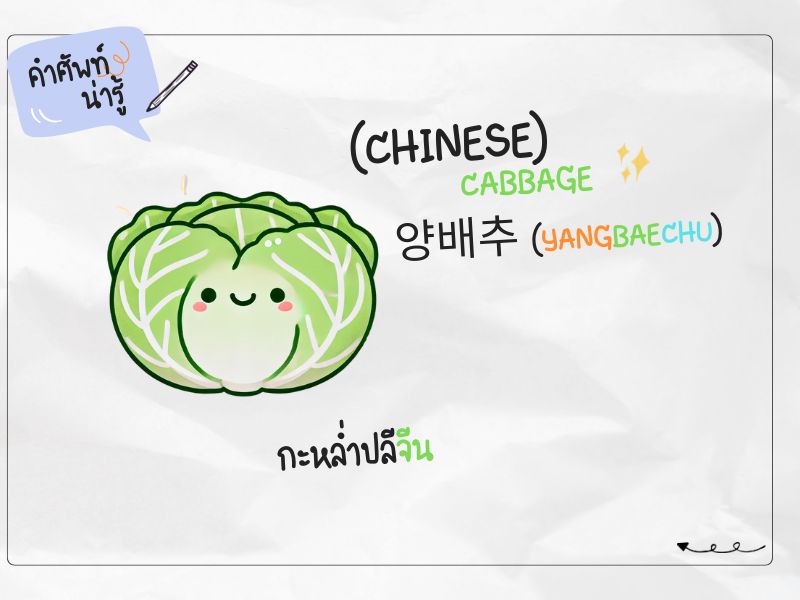 คำศัพท์
น่ารู้
(CHINESE)
CABBAGE
양배추 (YANGBAECHU)
กะหล่ำปลีจีน